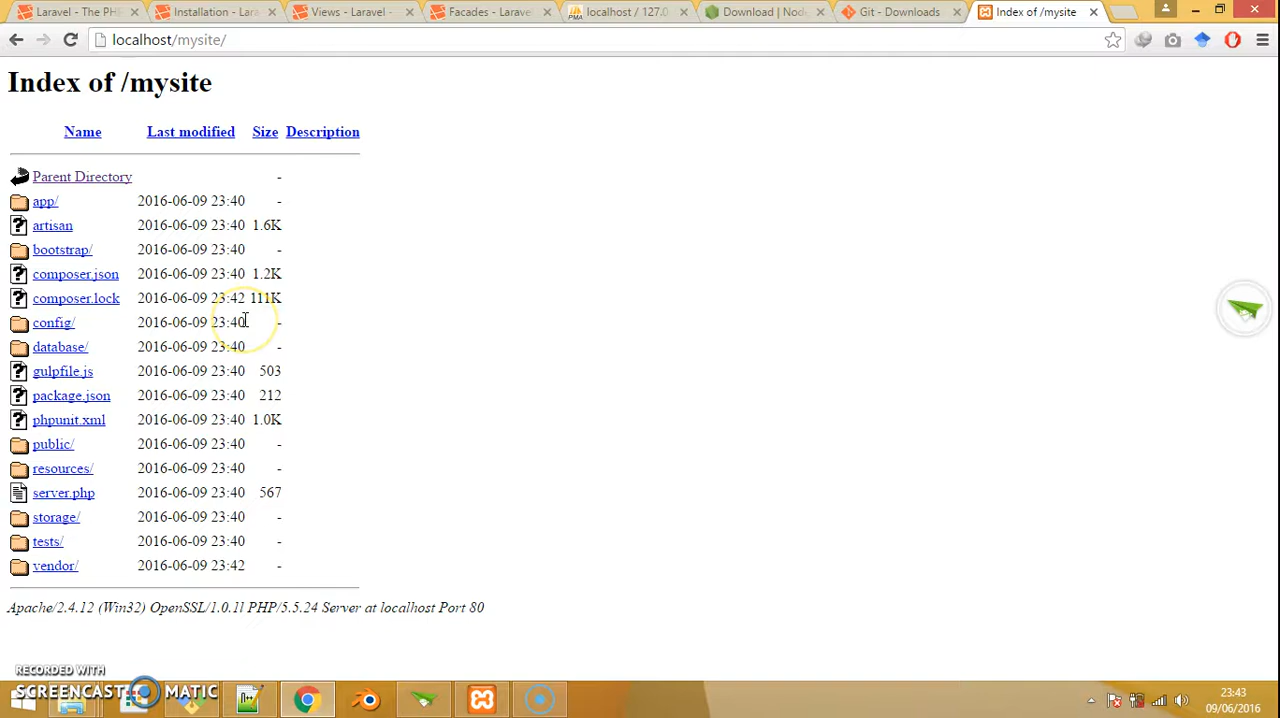 Laravel - The PH
Installation - Lara
Views - Laravel -
Facades - Laravel
localhost / 127.0
Download | Nod
Git - Downloads
Index of /mysite
localhost/mysite/
Index of /mysite
Name Last modified Size Description
Parent Directory -
app/ 2016-06-09 23:40 -
artisan 2016-06-09 23:40 1.6K
bootstrap/ 2016-06-09 23:40 -
composer.json 2016-06-09 23:40 1.2K
composer.lock 2016-06-09 23:42 111K
config/ 2016-06-09 23:40 -
database/ 2016-06-09 23:40 -
gulpfile.js 2016-06-09 23:40 503
package.json 2016-06-09 23:40 212
phpunit.xml 2016-06-09 23:40 1.0K
public/ 2016-06-09 23:40 -
resources/ 2016-06-09 23:40 -
server.php 2016-06-09 23:40 567
storage/ 2016-06-09 23:40 -
tests/ 2016-06-09 23:40 -
vendor/ 2016-06-09 23:42 -
Apache/2.4.12 (Win32) OpenSSL/1.0.1l PHP/5.5.24 Server at localhost Port 80
RECORDED WITH
SCREENCAST MATIC
23:43
09/06/2016